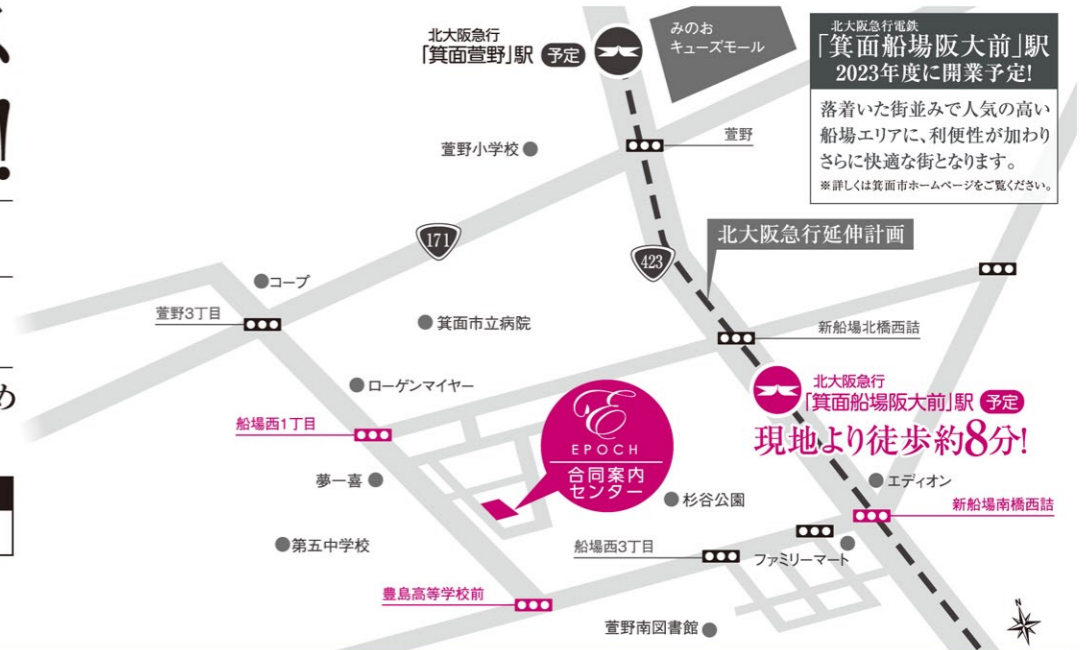 北大阪急行
「箕面萱野」駅 予定
みのお
キューズモール
北大阪急行電鉄
「箕面船場阪大前」駅
2023年度に開業予定!
落着いた街並みで人気の高い
船場エリアに、利便性が加わり
さらに快適な街となります。
※詳しくは箕面市ホームページをご覧ください。
!
萱野小学校
萱野
171
423
北大阪急行延伸計画
コープ
萱野3丁目
箕面市立病院
新船場北橋西詰
ローゲンマイヤー
め
北大阪急行
「箕面船場阪大前」駅 予定
現地より徒歩約8分!
船場西1丁目
E
EPOCH
合同案内
センター
夢一喜
杉谷公園
エディオン
新船場南橋西詰
第五中学校
船場西3丁目
ファミリーマート
豊島高等学校前
萱野南図書館
N